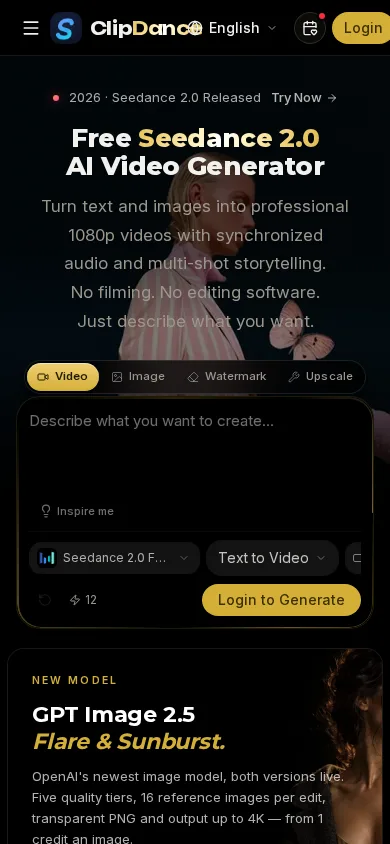 ClipDance
English
Login
2026 · Seedance 2.0 Released Try Now →
Free Seedance 2.0
AI Video Generator
Turn text and images into professional
1080p videos with synchronized
audio and multi-shot storytelling.
No filming. No editing software.
Just describe what you want.
Video Image Watermark Upscale
Describe what you want to create...
Inspire me
Seedance 2.0 F... Text to Video
12 Login to Generate
NEW MODEL
GPT Image 2.5
Flare & Sunburst.
OpenAI's newest image model, both versions live.
Five quality tiers, 16 reference images per edit,
transparent PNG and output up to 4K — from 1
credit an image.